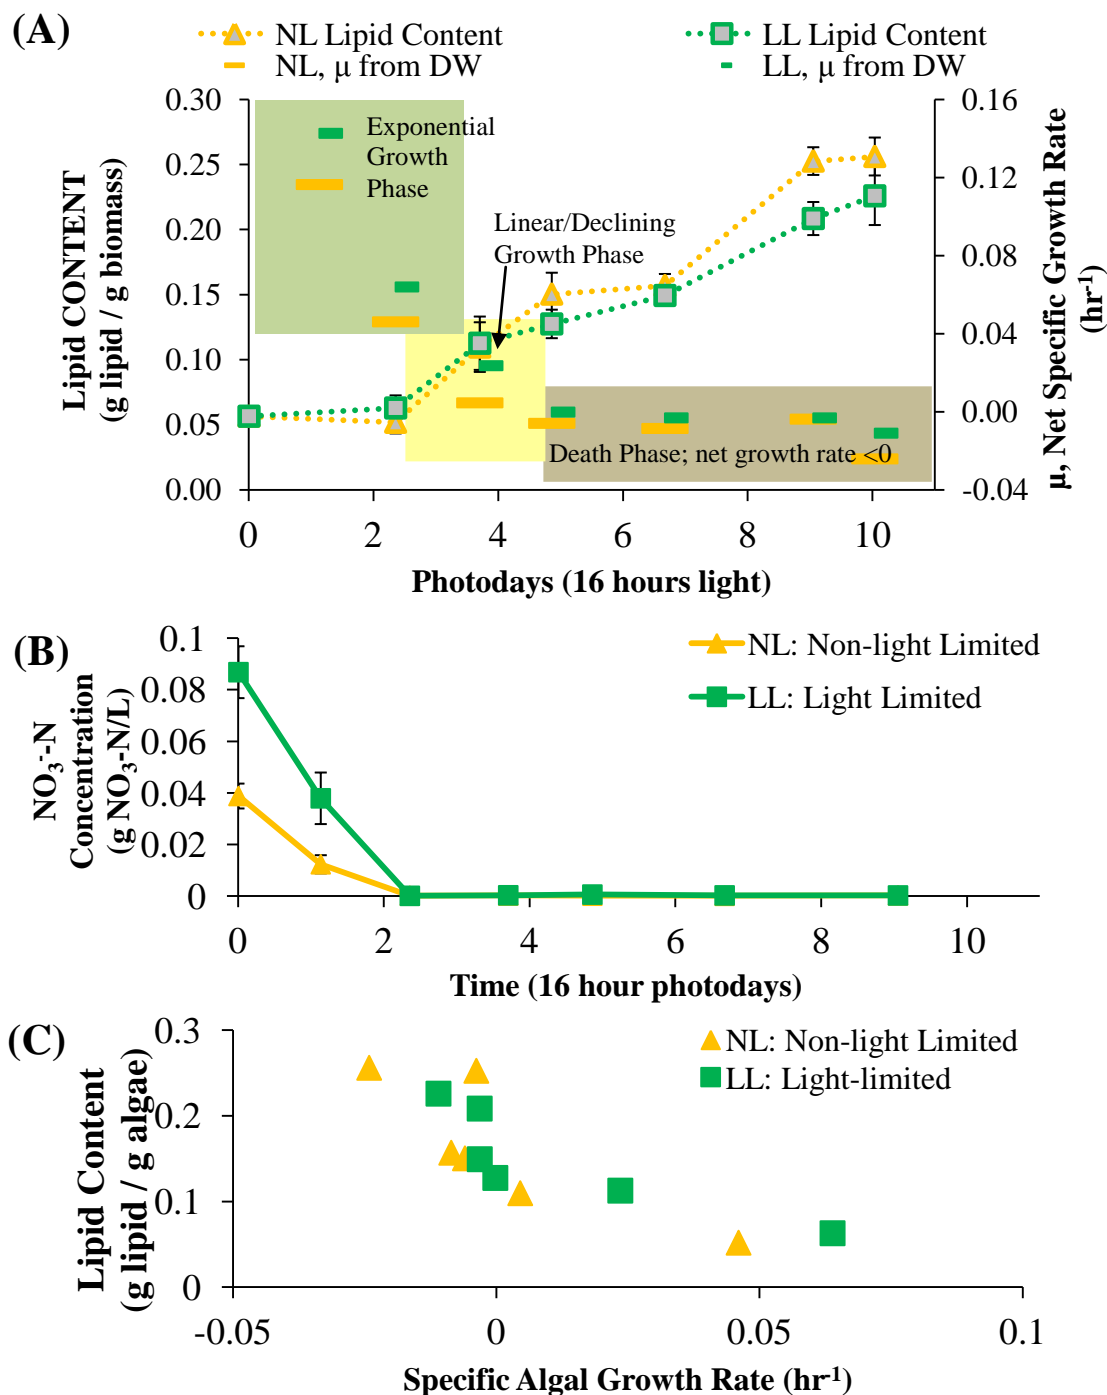 (A)
NL Lipid Content
LL Lipid Content
NL, μ from DW
LL, μ from DW
0.30
0.25
0.20
0.15
0.10
0.05
0.00
Lipid CONTENT
(g lipid / g biomass)
Exponential
Growth
Phase
Linear/Declining
Growth Phase
Death Phase; net growth rate <0
0.16
0.12
0.08
0.04
0.00
-0.04
μ, Net Specific Growth Rate
(hr-1)
0 2 4 6 8 10
Photodays (16 hours light)
(B)
NL: Non-light Limited
LL: Light Limited
0.1
0.08
0.06
0.04
0.02
0
NO3--N
Concentration
(g NO3-N/L)
0 2 4 6 8 10
Time (16 hour photodays)
(C)
NL: Non-light Limited
LL: Light-limited
0.3
0.2
0.1
0
Lipid Content
(g lipid / g algae)
-0.05 0 0.05 0.1
Specific Algal Growth Rate (hr-1)